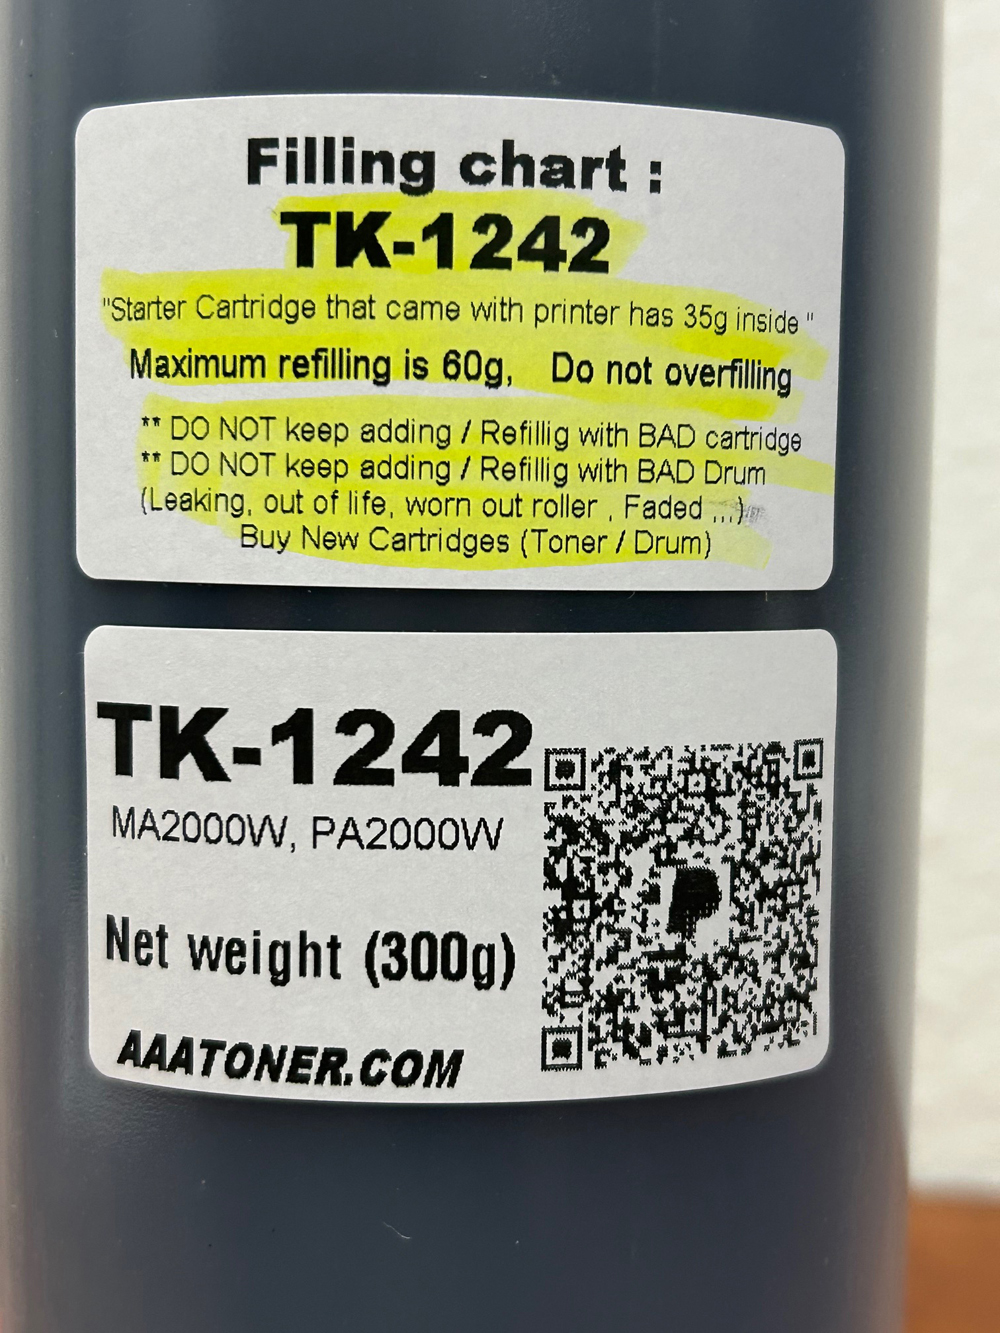 Filling chart :
TK-1242
"Starter Cartridge that came with printer has 35g inside "
Maximum refilling is 60g, Do not overfilling
** DO NOT keep adding / Refillig with BAD cartridge
** DO NOT keep adding / Refillig with BAD Drum
(Leaking, out of life, worn out roller , Faded ...)
Buy New Cartridges (Toner / Drum)
TK-1242
MA2000W, PA2000W
Net weight (300g)
AAATONER.COM